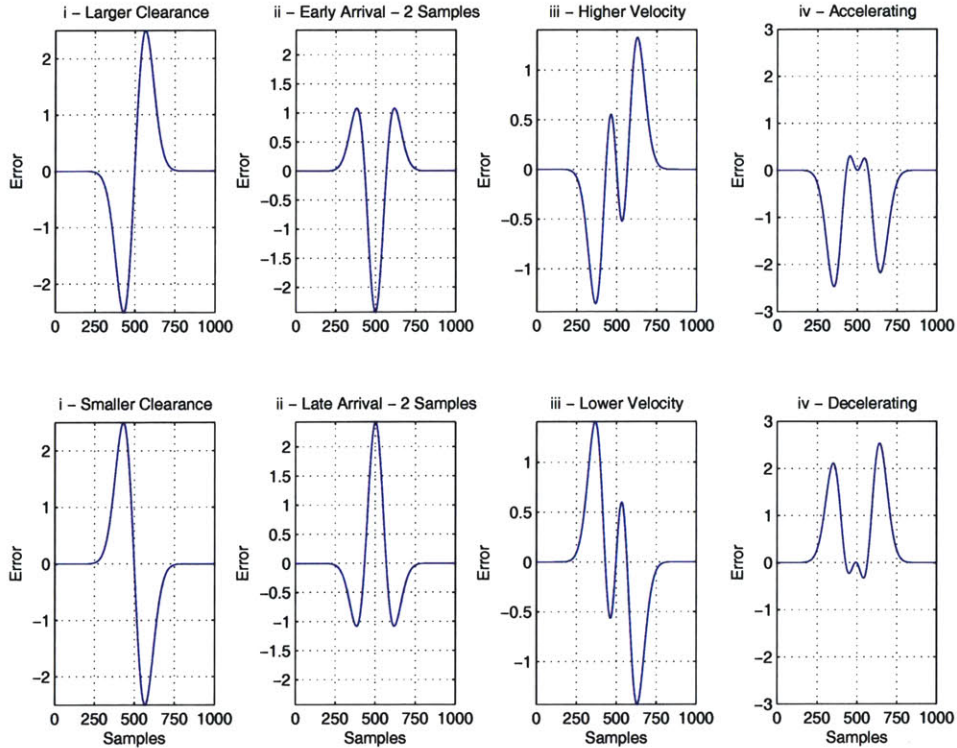 i – Larger Clearance
ii – Early Arrival – 2 Samples
iii – Higher Velocity
iv – Accelerating
Error
2
1
0
−1
−2
0 250 500 750 1000
Error
2
1.5
1
0.5
0
−0.5
−1
−1.5
−2
0 250 500 750 1000
Error
1
0.5
0
−0.5
−1
0 250 500 750 1000
Error
3
2
1
0
−1
−2
−3
0 250 500 750 1000
i – Smaller Clearance
ii – Late Arrival – 2 Samples
iii – Lower Velocity
iv – Decelerating
Error
2
1
0
−1
−2
0 250 500 750 1000
Samples
Error
2
1.5
1
0.5
0
−0.5
−1
−1.5
−2
0 250 500 750 1000
Samples
Error
1
0.5
0
−0.5
−1
0 250 500 750 1000
Samples
Error
3
2
1
0
−1
−2
−3
0 250 500 750 1000
Samples